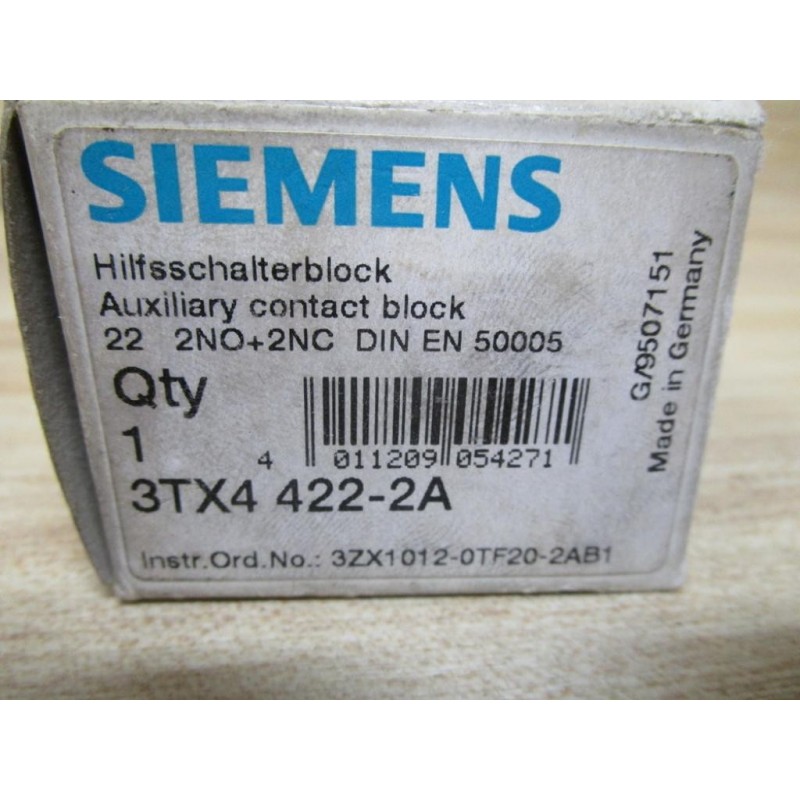 SIEMENS
Hilfsschalterblock
Auxiliary contact block
22 2NO+2NC DIN EN 50005
Qty
1
4 011209 054271
3TX4 422-2A
Instr.Ord.No.: 3ZX1012-0TF20-2AB1
G/9507151
Made in Germany